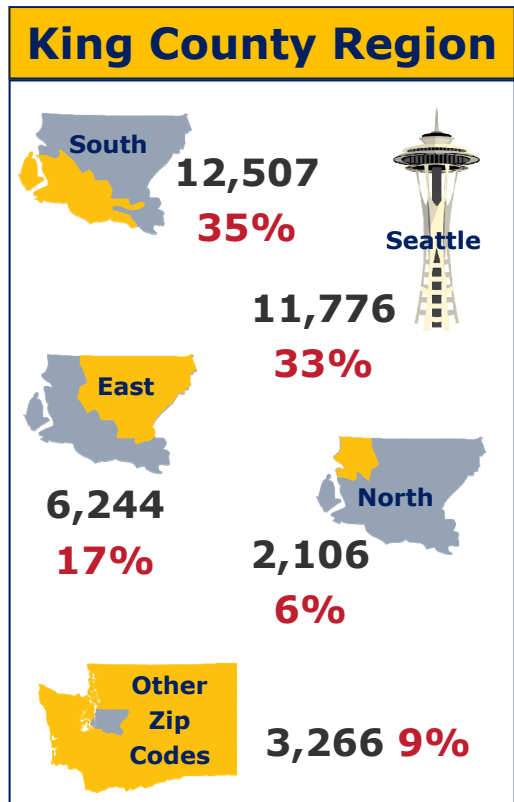 King County Region
South
12,507
35%
Seattle
11,776
33%
East
6,244
17%
North
2,106
6%
Other
Zip
Codes
3,266 9%